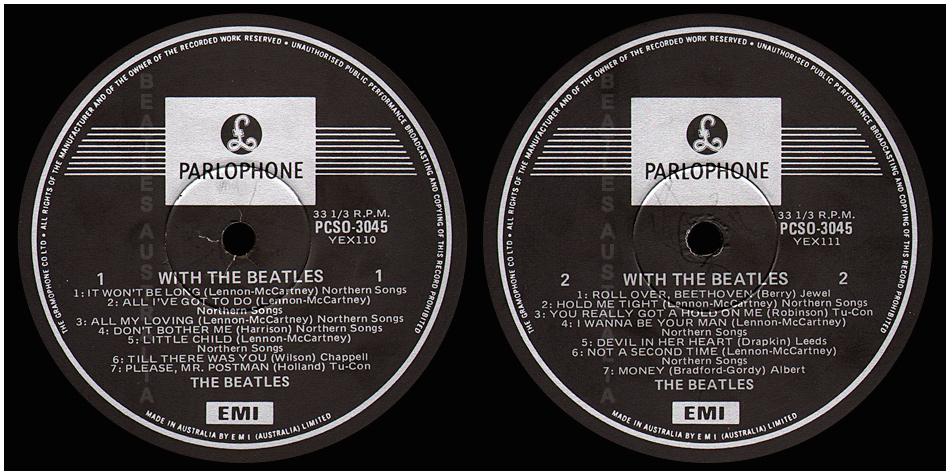 THE GRAMOPHONE CO LTD • ALL RIGHTS OF THE MANUFACTURER AND OF THE OWNER OF THE RECORDED WORK RESERVED • UNAUTHORISED PUBLIC PERFORMANCE BROADCASTING AND COPYING OF THIS RECORD PROHIBITED
BEATLES AUSTRALIA
£
PARLOPHONE
33 1/3 R.P.M.
PCSO-3045
YEX110
1 WITH THE BEATLES 1
1: IT WON'T BE LONG (Lennon-McCartney) Northern Songs
2: ALL I'VE GOT TO DO (Lennon-McCartney)
Northern Songs
3: ALL MY LOVING (Lennon-McCartney) Northern Songs
4: DON'T BOTHER ME (Harrison) Northern Songs
5: LITTLE CHILD (Lennon-McCartney)
Northern Songs
6: TILL THERE WAS YOU (Wilson) Chappell
7: PLEASE, MR. POSTMAN (Holland) Tu-Con
THE BEATLES
EMI
MADE IN AUSTRALIA BY E M I (AUSTRALIA) LIMITED
THE GRAMOPHONE CO LTD • ALL RIGHTS OF THE MANUFACTURER AND OF THE OWNER OF THE RECORDED WORK RESERVED • UNAUTHORISED PUBLIC PERFORMANCE BROADCASTING AND COPYING OF THIS RECORD PROHIBITED
BEATLES AUSTRALIA
£
PARLOPHONE
33 1/3 R.P.M.
PCSO-3045
YEX111
2 WITH THE BEATLES 2
1: ROLL OVER, BEETHOVEN (Berry) Jewel
2: HOLD ME TIGHT (Lennon-McCartney) Northern Songs
3: YOU REALLY GOT A HOLD ON ME (Robinson) Tu-Con
4: I WANNA BE YOUR MAN (Lennon-McCartney)
Northern Songs
5: DEVIL IN HER HEART (Drapkin) Leeds
6: NOT A SECOND TIME (Lennon-McCartney)
Northern Songs
7: MONEY (Bradford-Gordy) Albert
THE BEATLES
EMI
MADE IN AUSTRALIA BY E M I (AUSTRALIA) LIMITED